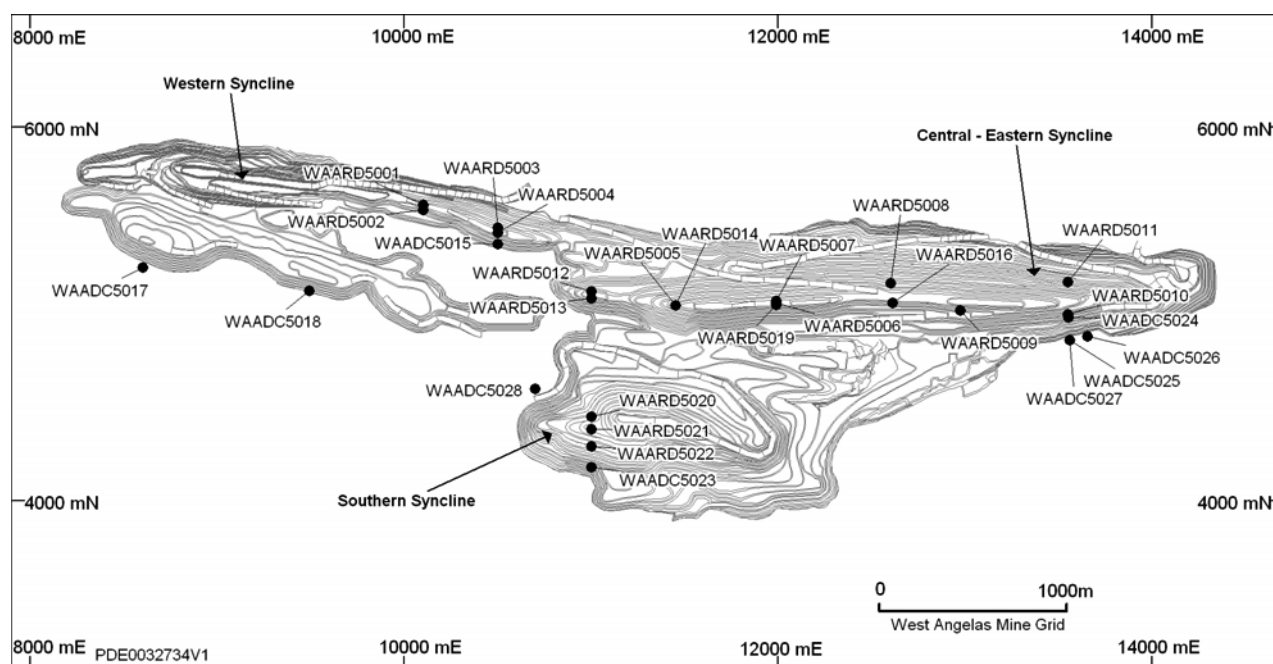 8000 mE
10000 mE
12000 mE
14000 mE
Western Syncline
6000 mN
6000 mN
Central - Eastern Syncline
WAARD5001
WAARD5003
WAARD5004
WAARD5002
WAADC5015
WAARD5008
WAARD5014
WAARD5007
WAARD5005
WAARD5016
WAARD5011
WAADC5017
WAARD5012
WAADC5018
WAARD5013
WAARD5010
WAARD5019
WAARD5006
WAADC5024
WAARD5009
WAADC5026
WAADC5025
WAADC5027
WAADC5028
WAARD5020
WAARD5021
WAARD5022
WAADC5023
Southern Syncline
4000 mN
4000 mN
0
1000m
West Angelas Mine Grid
8000 mE
PDE0032734V1
10000 mE
12000 mE
14000 mE